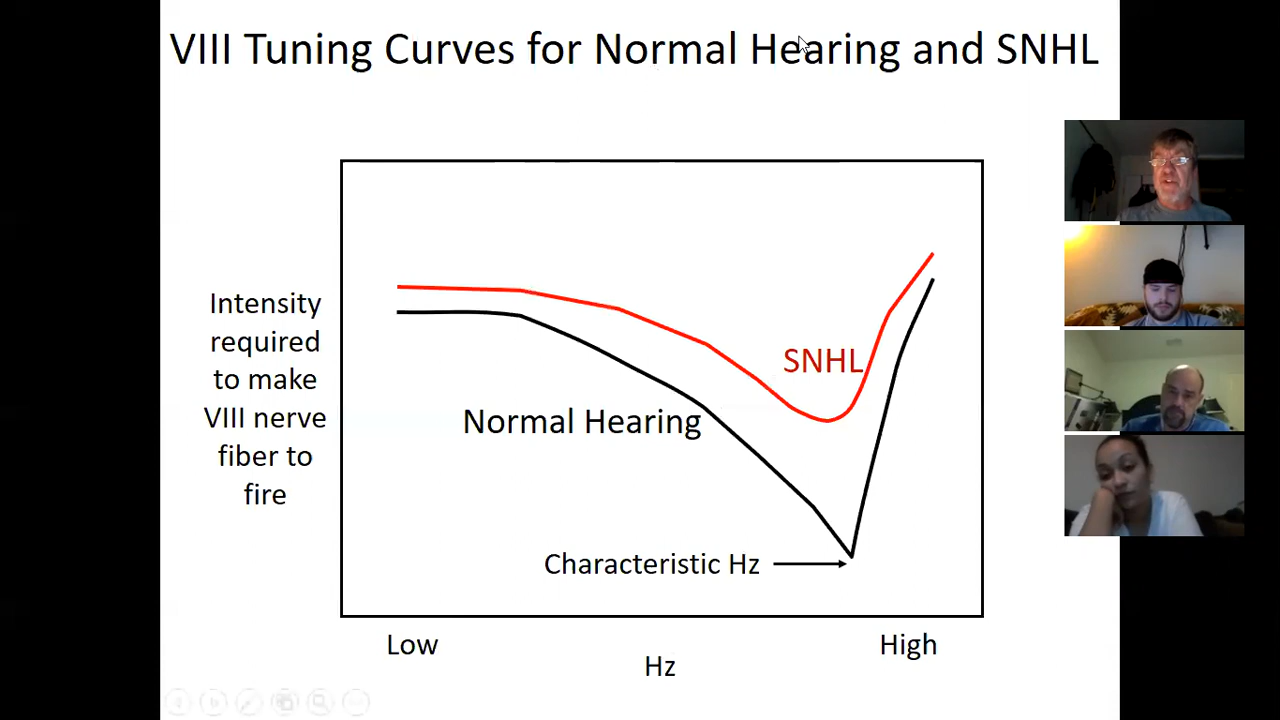 VIII Tuning Curves for Normal Hearing and SNHL
Intensity
required
to make
VIII nerve
fiber to
fire
SNHL
Normal Hearing
Characteristic Hz
Low
High
Hz